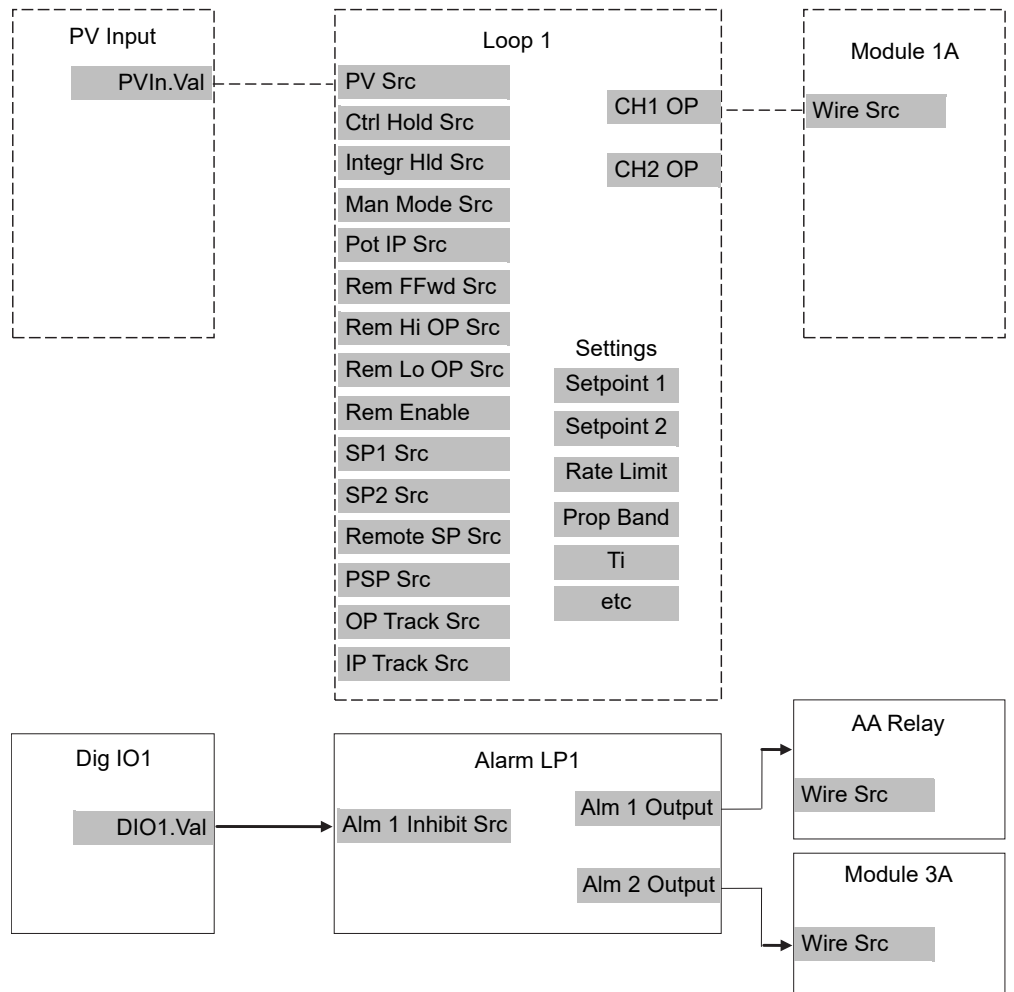 PV Input
PVIn.Val
Loop 1
PV Src
Ctrl Hold Src
Integr Hld Src
Man Mode Src
Pot IP Src
Rem FFwd Src
Rem Hi OP Src
Rem Lo OP Src
Rem Enable
SP1 Src
SP2 Src
Remote SP Src
PSP Src
OP Track Src
IP Track Src
CH1 OP
CH2 OP
Settings
Setpoint 1
Setpoint 2
Rate Limit
Prop Band
Ti
etc
Module 1A
Wire Src
Dig IO1
DIO1.Val
Alarm LP1
Alm 1 Inhibit Src
Alm 1 Output
Alm 2 Output
AA Relay
Wire Src
Module 3A
Wire Src